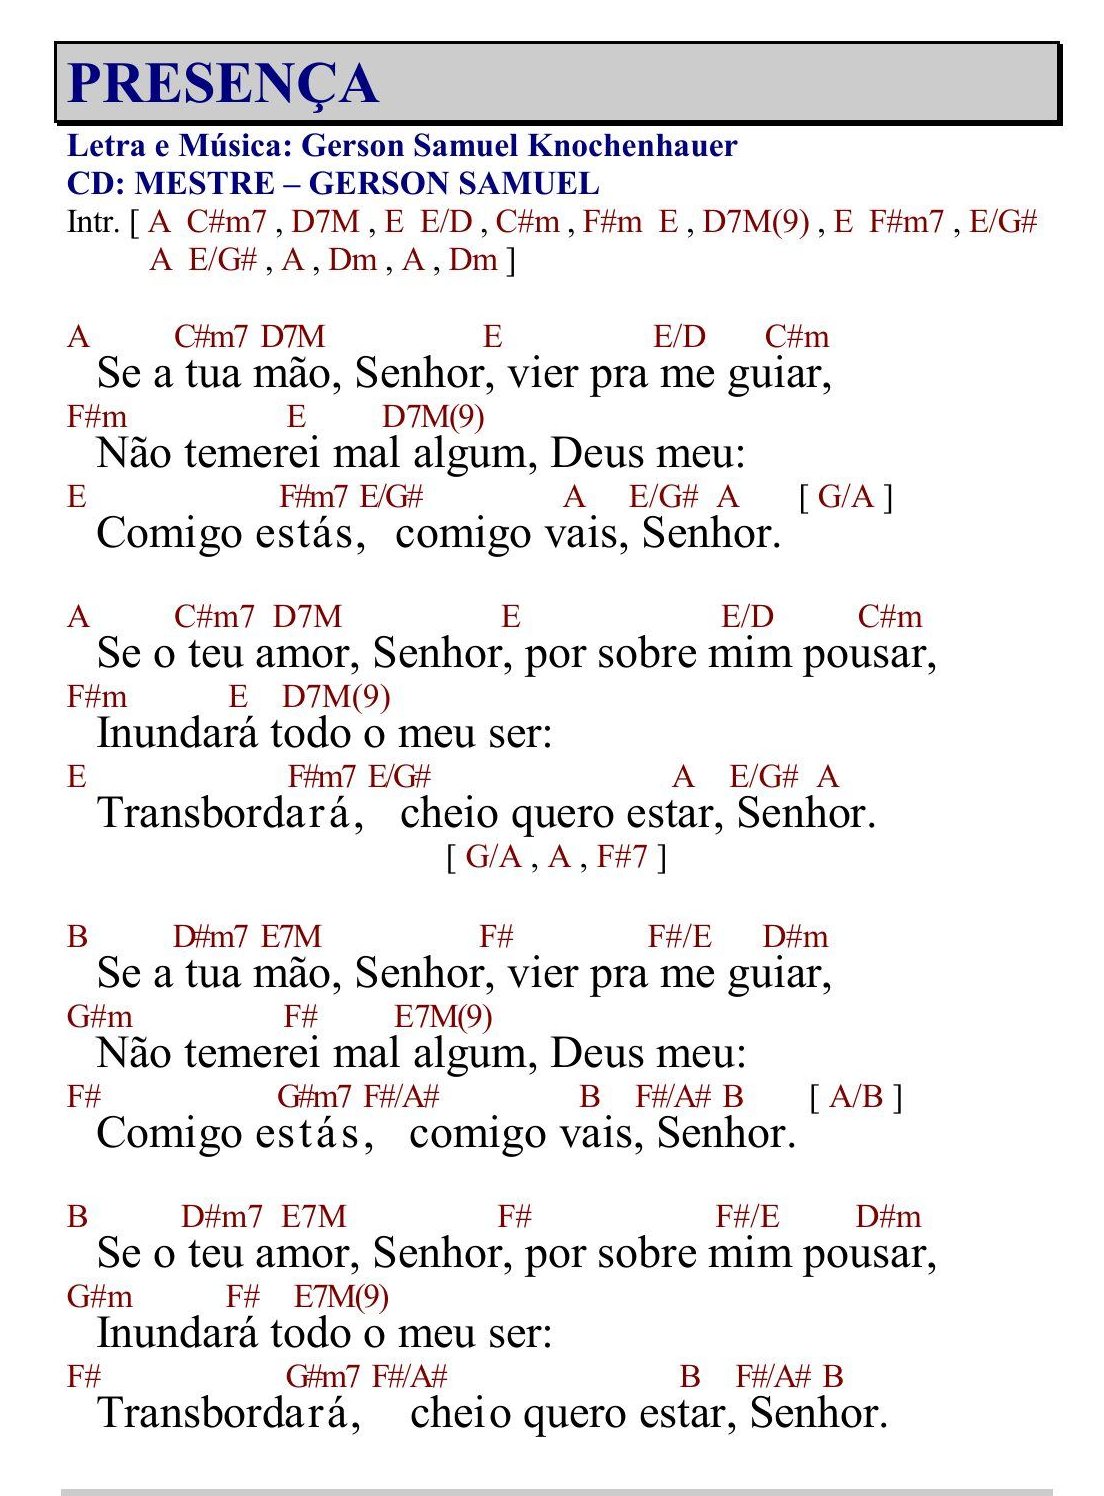 PRESENÇA
Letra e Música: Gerson Samuel Knochenhauer
CD: MESTRE – GERSON SAMUEL
Intr. [ A C#m7 , D7M , E E/D , C#m , F#m E , D7M(9) , E F#m7 , E/G#
A E/G# , A , Dm , A , Dm ]
A C#m7 D7M E E/D C#m
Se a tua mão, Senhor, vier pra me guiar,
F#m E D7M(9)
Não temerei mal algum, Deus meu:
E F#m7 E/G# A E/G# A [ G/A ]
Comigo estás, comigo vais, Senhor.
A C#m7 D7M E E/D C#m
Se o teu amor, Senhor, por sobre mim pousar,
F#m E D7M(9)
Inundará todo o meu ser:
E F#m7 E/G# A E/G# A
Transbordará, cheio quero estar, Senhor.
[ G/A , A , F#7 ]
B D#m7 E7M F# F#/E D#m
Se a tua mão, Senhor, vier pra me guiar,
G#m F# E7M(9)
Não temerei mal algum, Deus meu:
F# G#m7 F#/A# B F#/A# B [ A/B ]
Comigo estás, comigo vais, Senhor.
B D#m7 E7M F# F#/E D#m
Se o teu amor, Senhor, por sobre mim pousar,
G#m F# E7M(9)
Inundará todo o meu ser:
F# G#m7 F#/A# B F#/A# B
Transbordará, cheio quero estar, Senhor.